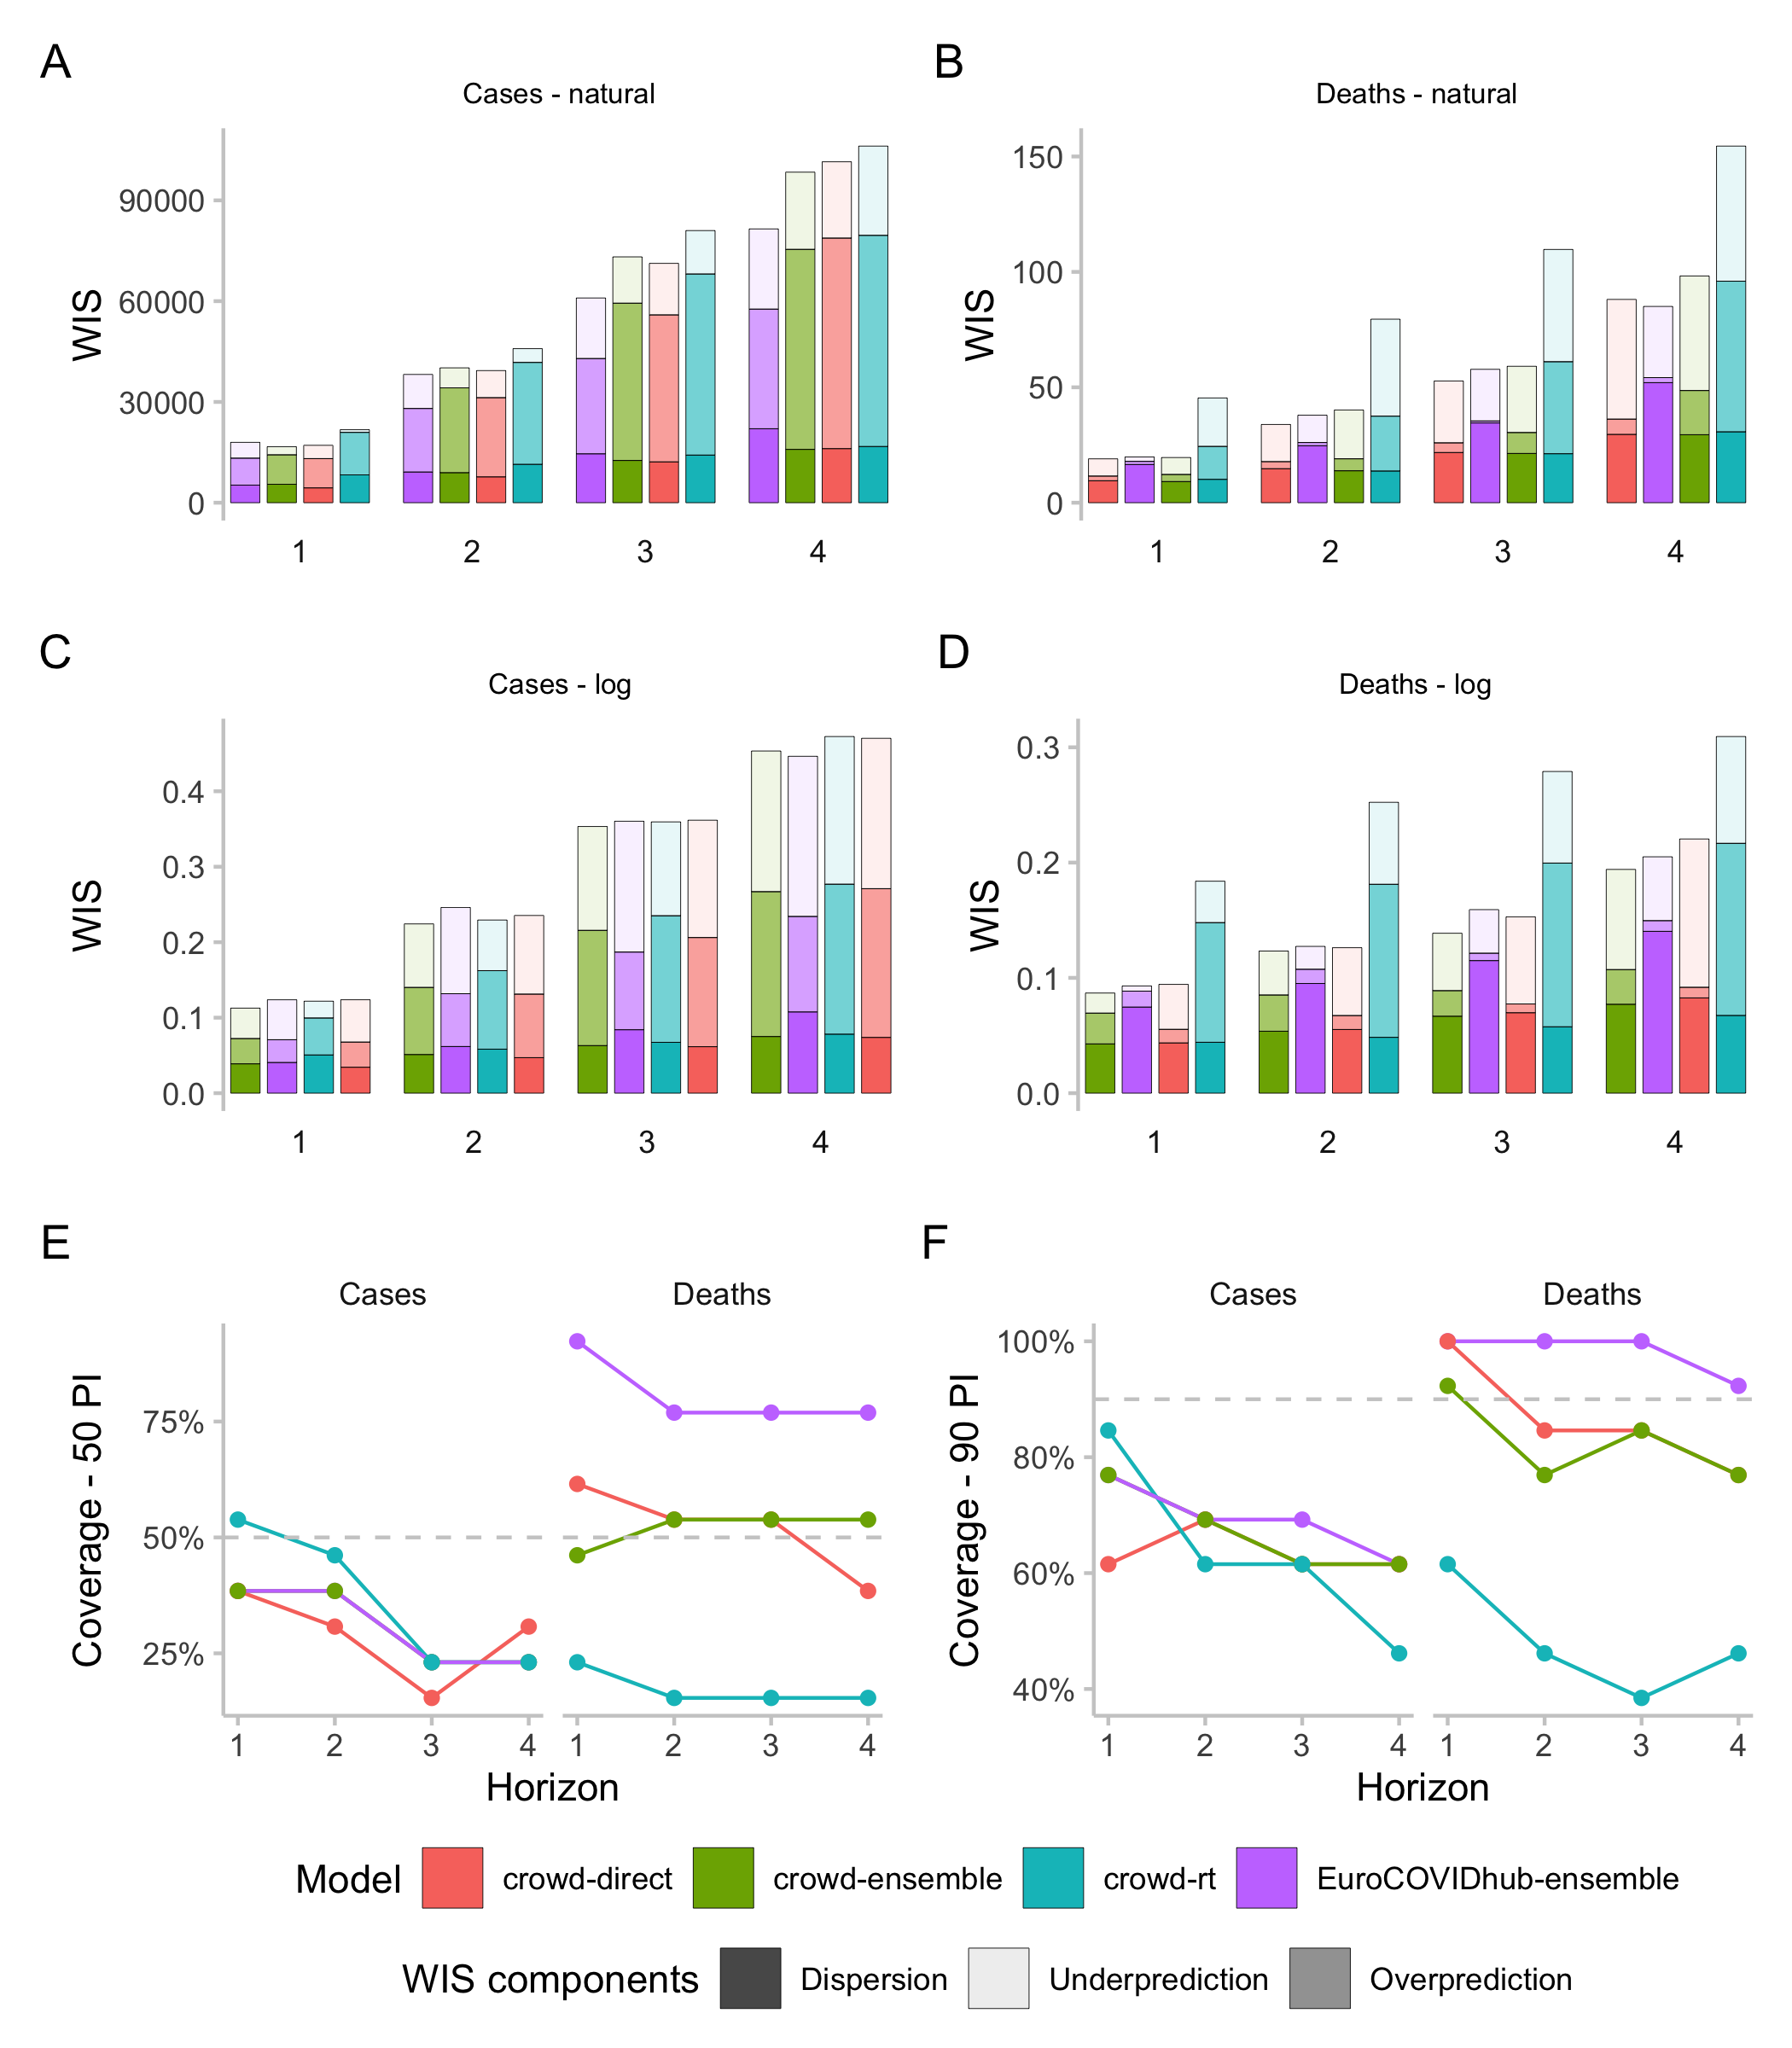 A
B
Cases - natural
Deaths - natural
WIS
90000
60000
30000
0
1 2 3 4
WIS
150
100
50
0
1 2 3 4
C
D
Cases - log
Deaths - log
WIS
0.4
0.3
0.2
0.1
0.0
1 2 3 4
WIS
0.3
0.2
0.1
0.0
1 2 3 4
E
F
Cases Deaths
Coverage - 50 PI
75%
50%
25%
1 2 3 4 1 2 3 4
Horizon
Cases Deaths
Coverage - 90 PI
100%
80%
60%
40%
1 2 3 4 1 2 3 4
Horizon
Model crowd-direct crowd-ensemble crowd-rt EuroCOVIDhub-ensemble
WIS components Dispersion Underprediction Overprediction